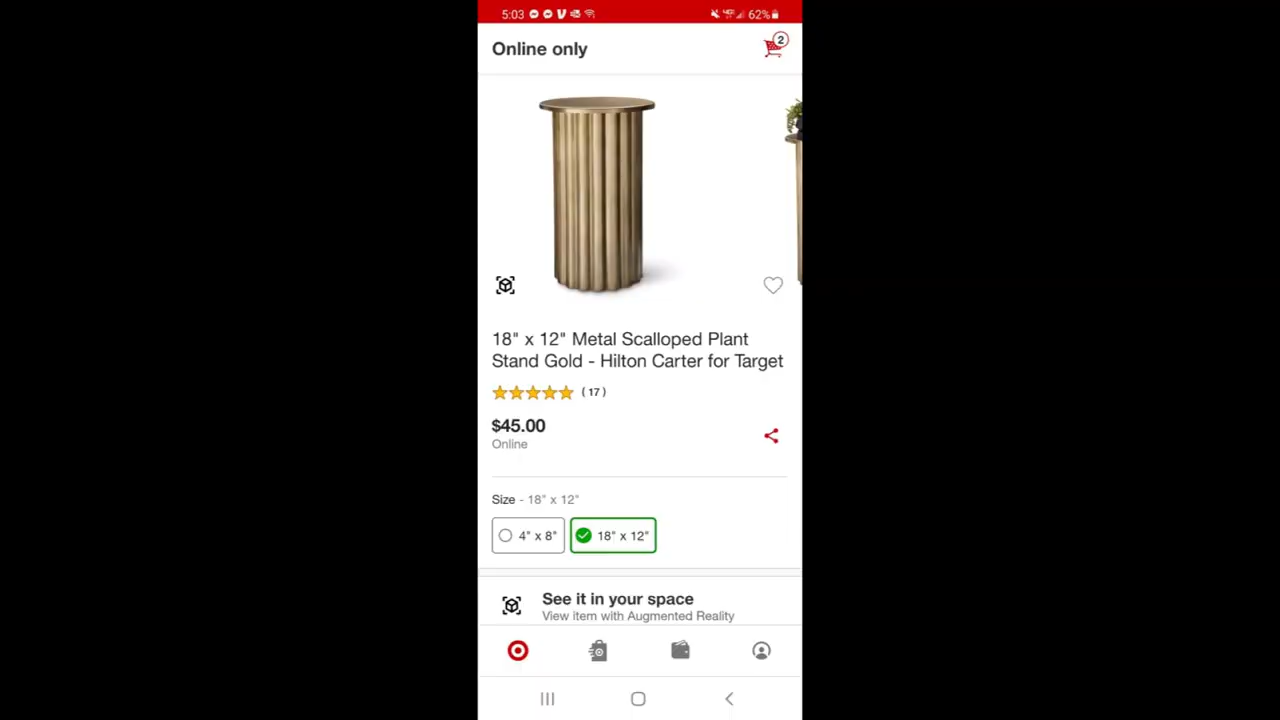 5:03
62%
Online only
2
18" x 12" Metal Scalloped Plant
Stand Gold - Hilton Carter for Target
(17)
$45.00
Online
Size - 18" x 12"
4" x 8"
18" x 12"
See it in your space
View item with Augmented Reality